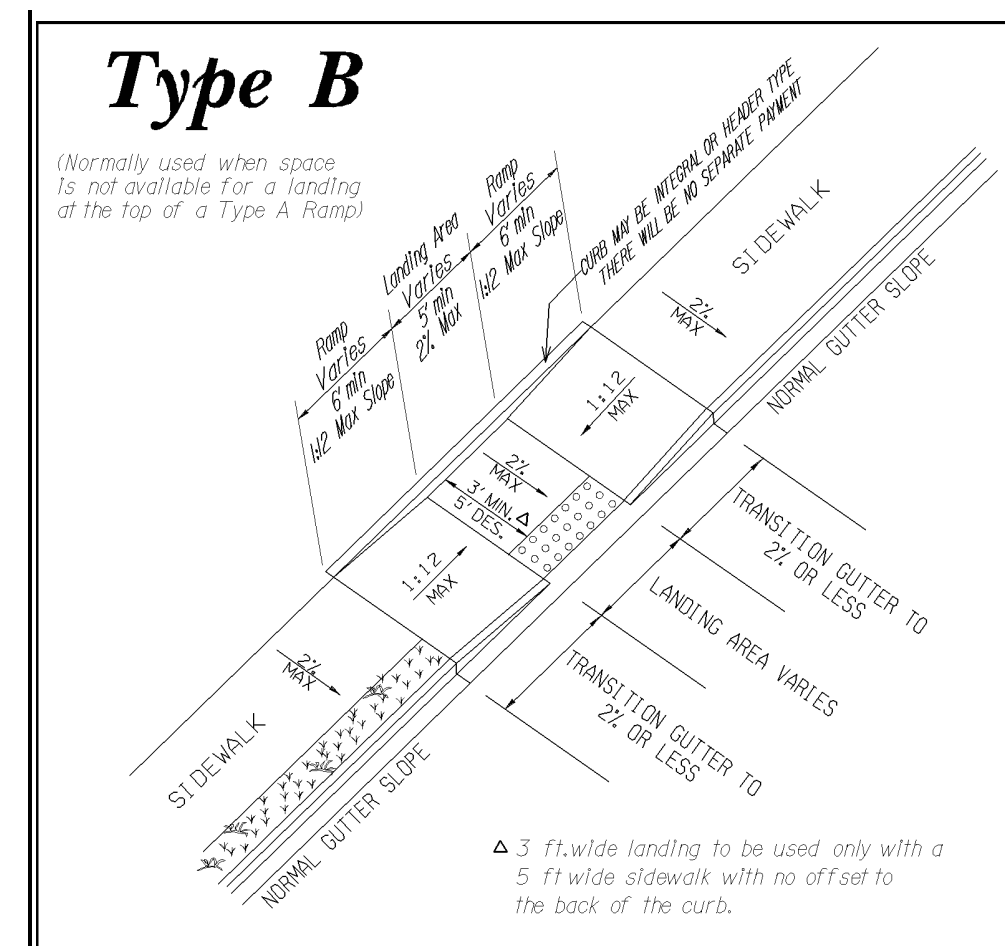 Type B
(Normally used when space
is not available for a landing
at the top of a Type A Ramp)
Ramp
Varies
6' min
1:12 Max Slope
Landing Area
Varies
5' min
2% Max
Ramp
Varies
6' min
1:12 Max Slope
CURB MAY BE INTEGRAL OR HEADER TYPE
THERE WILL BE NO SEPARATE PAYMENT
SIDEWALK
2%
MAX
NORMAL GUTTER SLOPE
1:12
MAX
2%
MAX
3' MIN. Δ
5' DES.
1:12
MAX
TRANSITION GUTTER TO
2% OR LESS
LANDING AREA VARIES
TRANSITION GUTTER TO
2% OR LESS
2%
MAX
SIDEWALK
NORMAL GUTTER SLOPE
Δ 3 ft.wide landing to be used only with a
5 ft wide sidewalk with no offset to
the back of the curb.